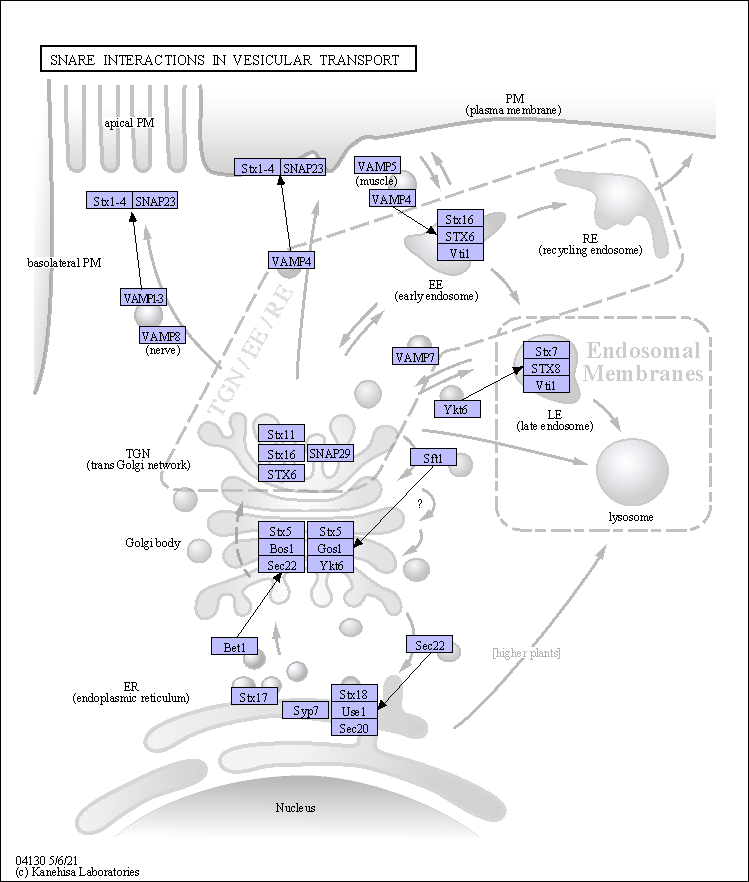 SNARE INTERACTIONS IN VESICULAR TRANSPORT
PM
(plasma membrane)
apical PM
Stx1-4 SNAP23
VAMP5
(muscle)
Stx1-4 SNAP23
VAMP4
Stx16
STX6
Vti1
RE
(recycling endosome)
basolateral PM
VAMP4
EE
(early endosome)
VAMP1-3
VAMP8
(nerve)
TGN / EE / RE
VAMP7
Stx7
STX8
Vti1
Endosomal
Membranes
Ykt6
LE
(late endosome)
Stx11
Stx16 SNAP29
STX6
TGN
(trans Golgi network)
Sft1
lysosome
?
Golgi body
Stx5 Stx5
Bos1 Gos1
Sec22 Ykt6
Bet1
Sec22
[higher plants]
ER
(endoplasmic reticulum)
Stx17
Syp7
Stx18
Use1
Sec20
Nucleus
04130 5/6/21
(c) Kanehisa Laboratories